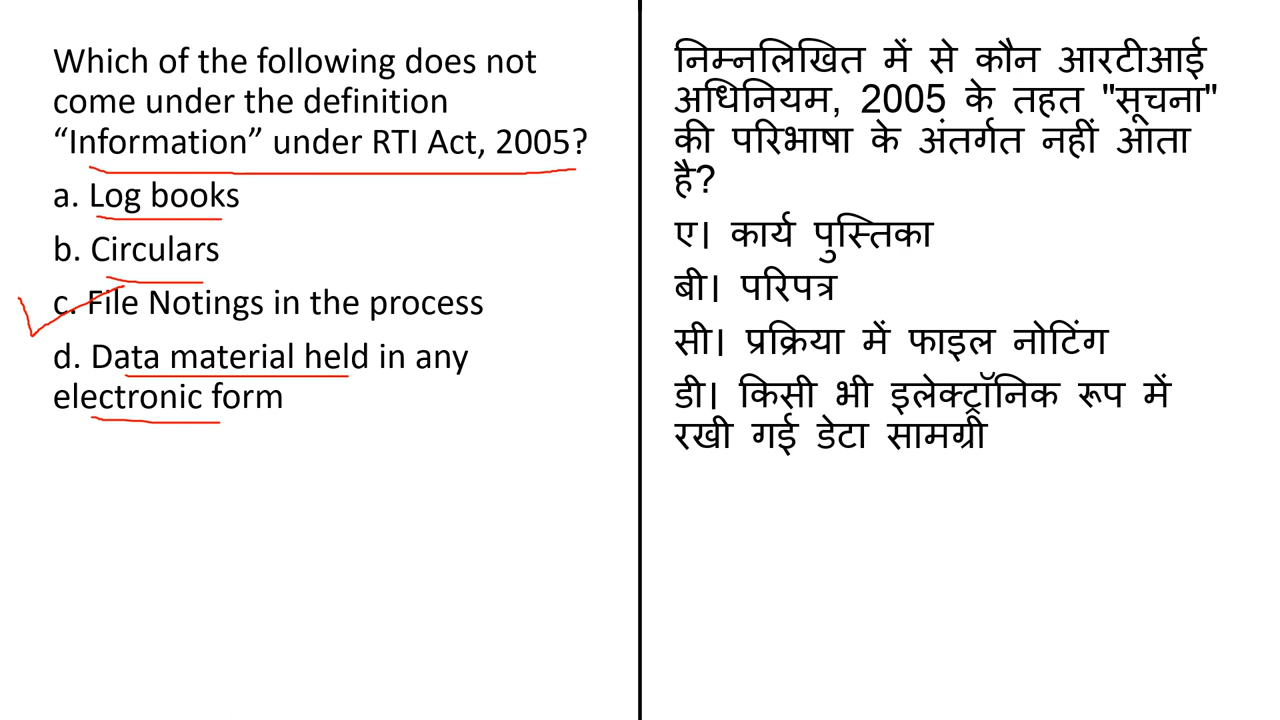 Which of the following does not
come under the definition
“Information” under RTI Act, 2005?
a. Log books
b. Circulars
c. File Notings in the process
d. Data material held in any
electronic form
निम्नलिखित में से कौन आरटीआई
अधिनियम, 2005 के तहत "सूचना"
की परिभाषा के अंतर्गत नहीं आता
है?
ए। कार्य पुस्तिका
बी। परिपत्र
सी। प्रक्रिया में फाइल नोटिंग
डी। किसी भी इलेक्ट्रॉनिक रूप में
रखी गई डेटा सामग्री